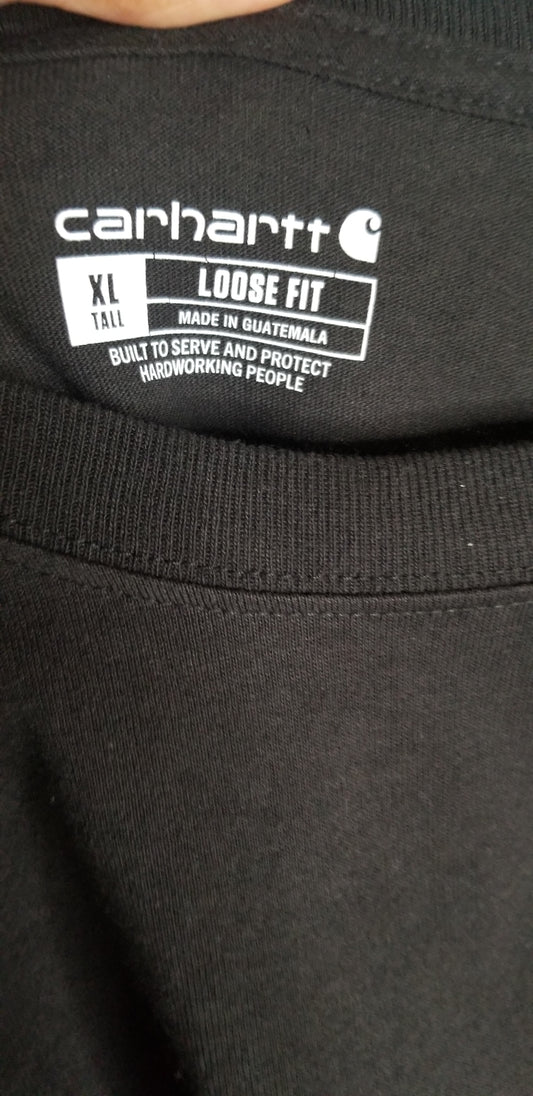 carhartt
XL
TALL
LOOSE FIT
MADE IN GUATEMALA
BUILT TO SERVE AND PROTECT
HARDWORKING PEOPLE